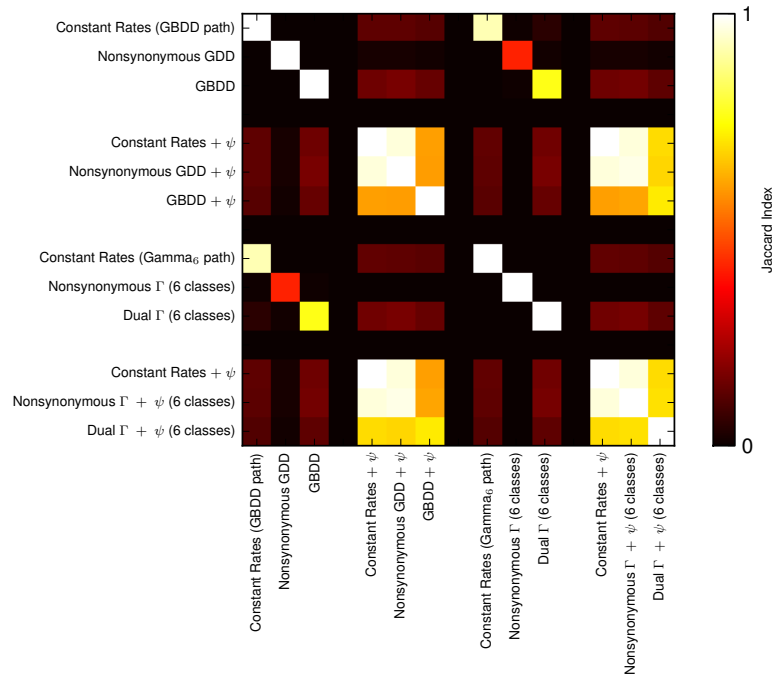 Constant Rates (GBDD path)
Nonsynonymous GDD
GBDD
Constant Rates + ψ
Nonsynonymous GDD + ψ
GBDD + ψ
Constant Rates (Gamma₆ path)
Nonsynonymous Γ (6 classes)
Dual Γ (6 classes)
Constant Rates + ψ
Nonsynonymous Γ + ψ (6 classes)
Dual Γ + ψ (6 classes)
Constant Rates (GBDD path)
Nonsynonymous GDD
GBDD
Constant Rates + ψ
Nonsynonymous GDD + ψ
GBDD + ψ
Constant Rates (Gamma₆ path)
Nonsynonymous Γ (6 classes)
Dual Γ (6 classes)
Constant Rates + ψ
Nonsynonymous Γ + ψ (6 classes)
Dual Γ + ψ (6 classes)
1
0
Jaccard Index